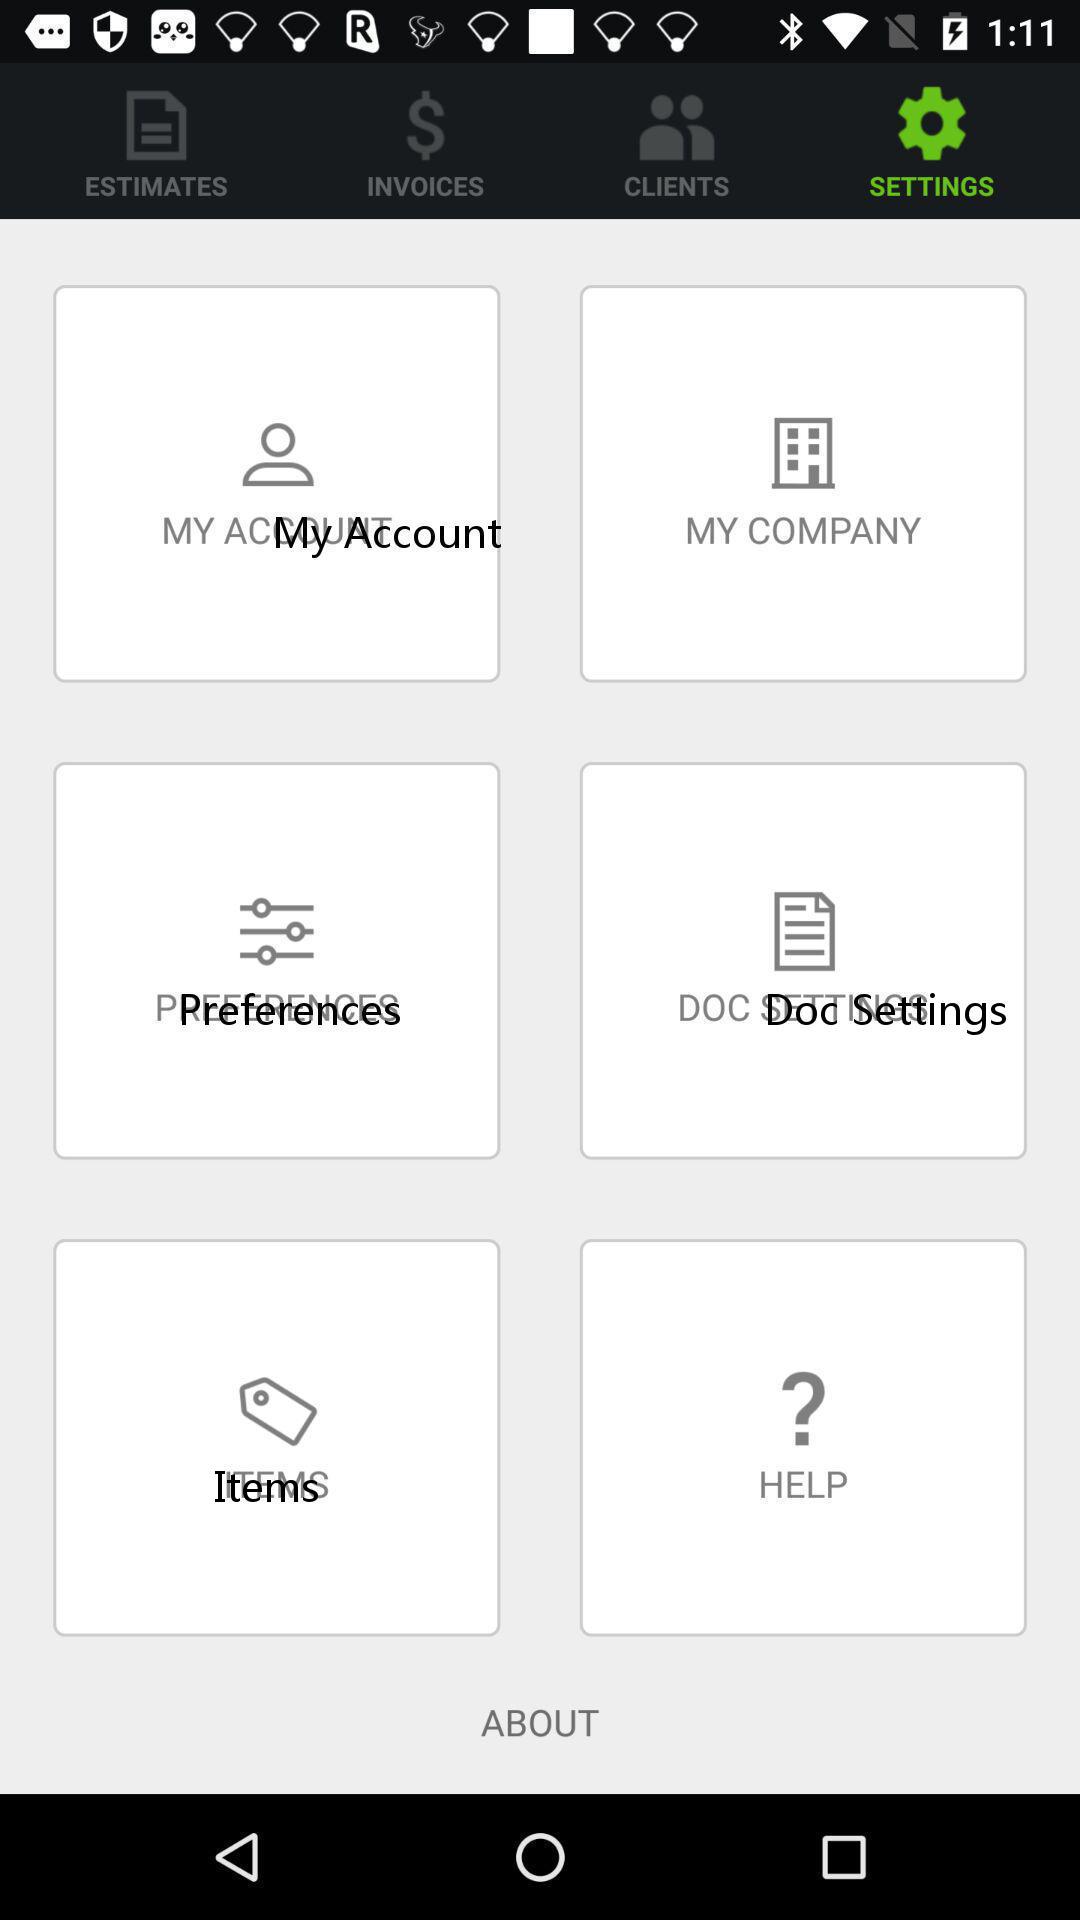 1:11
ESTIMATES INVOICES CLIENTS SETTINGS
MY ACCOUNT My Account MY COMPANY
PREFERENCES Preferences DOC SETTINGS Doc Settings
ITEMS Items HELP
ABOUT